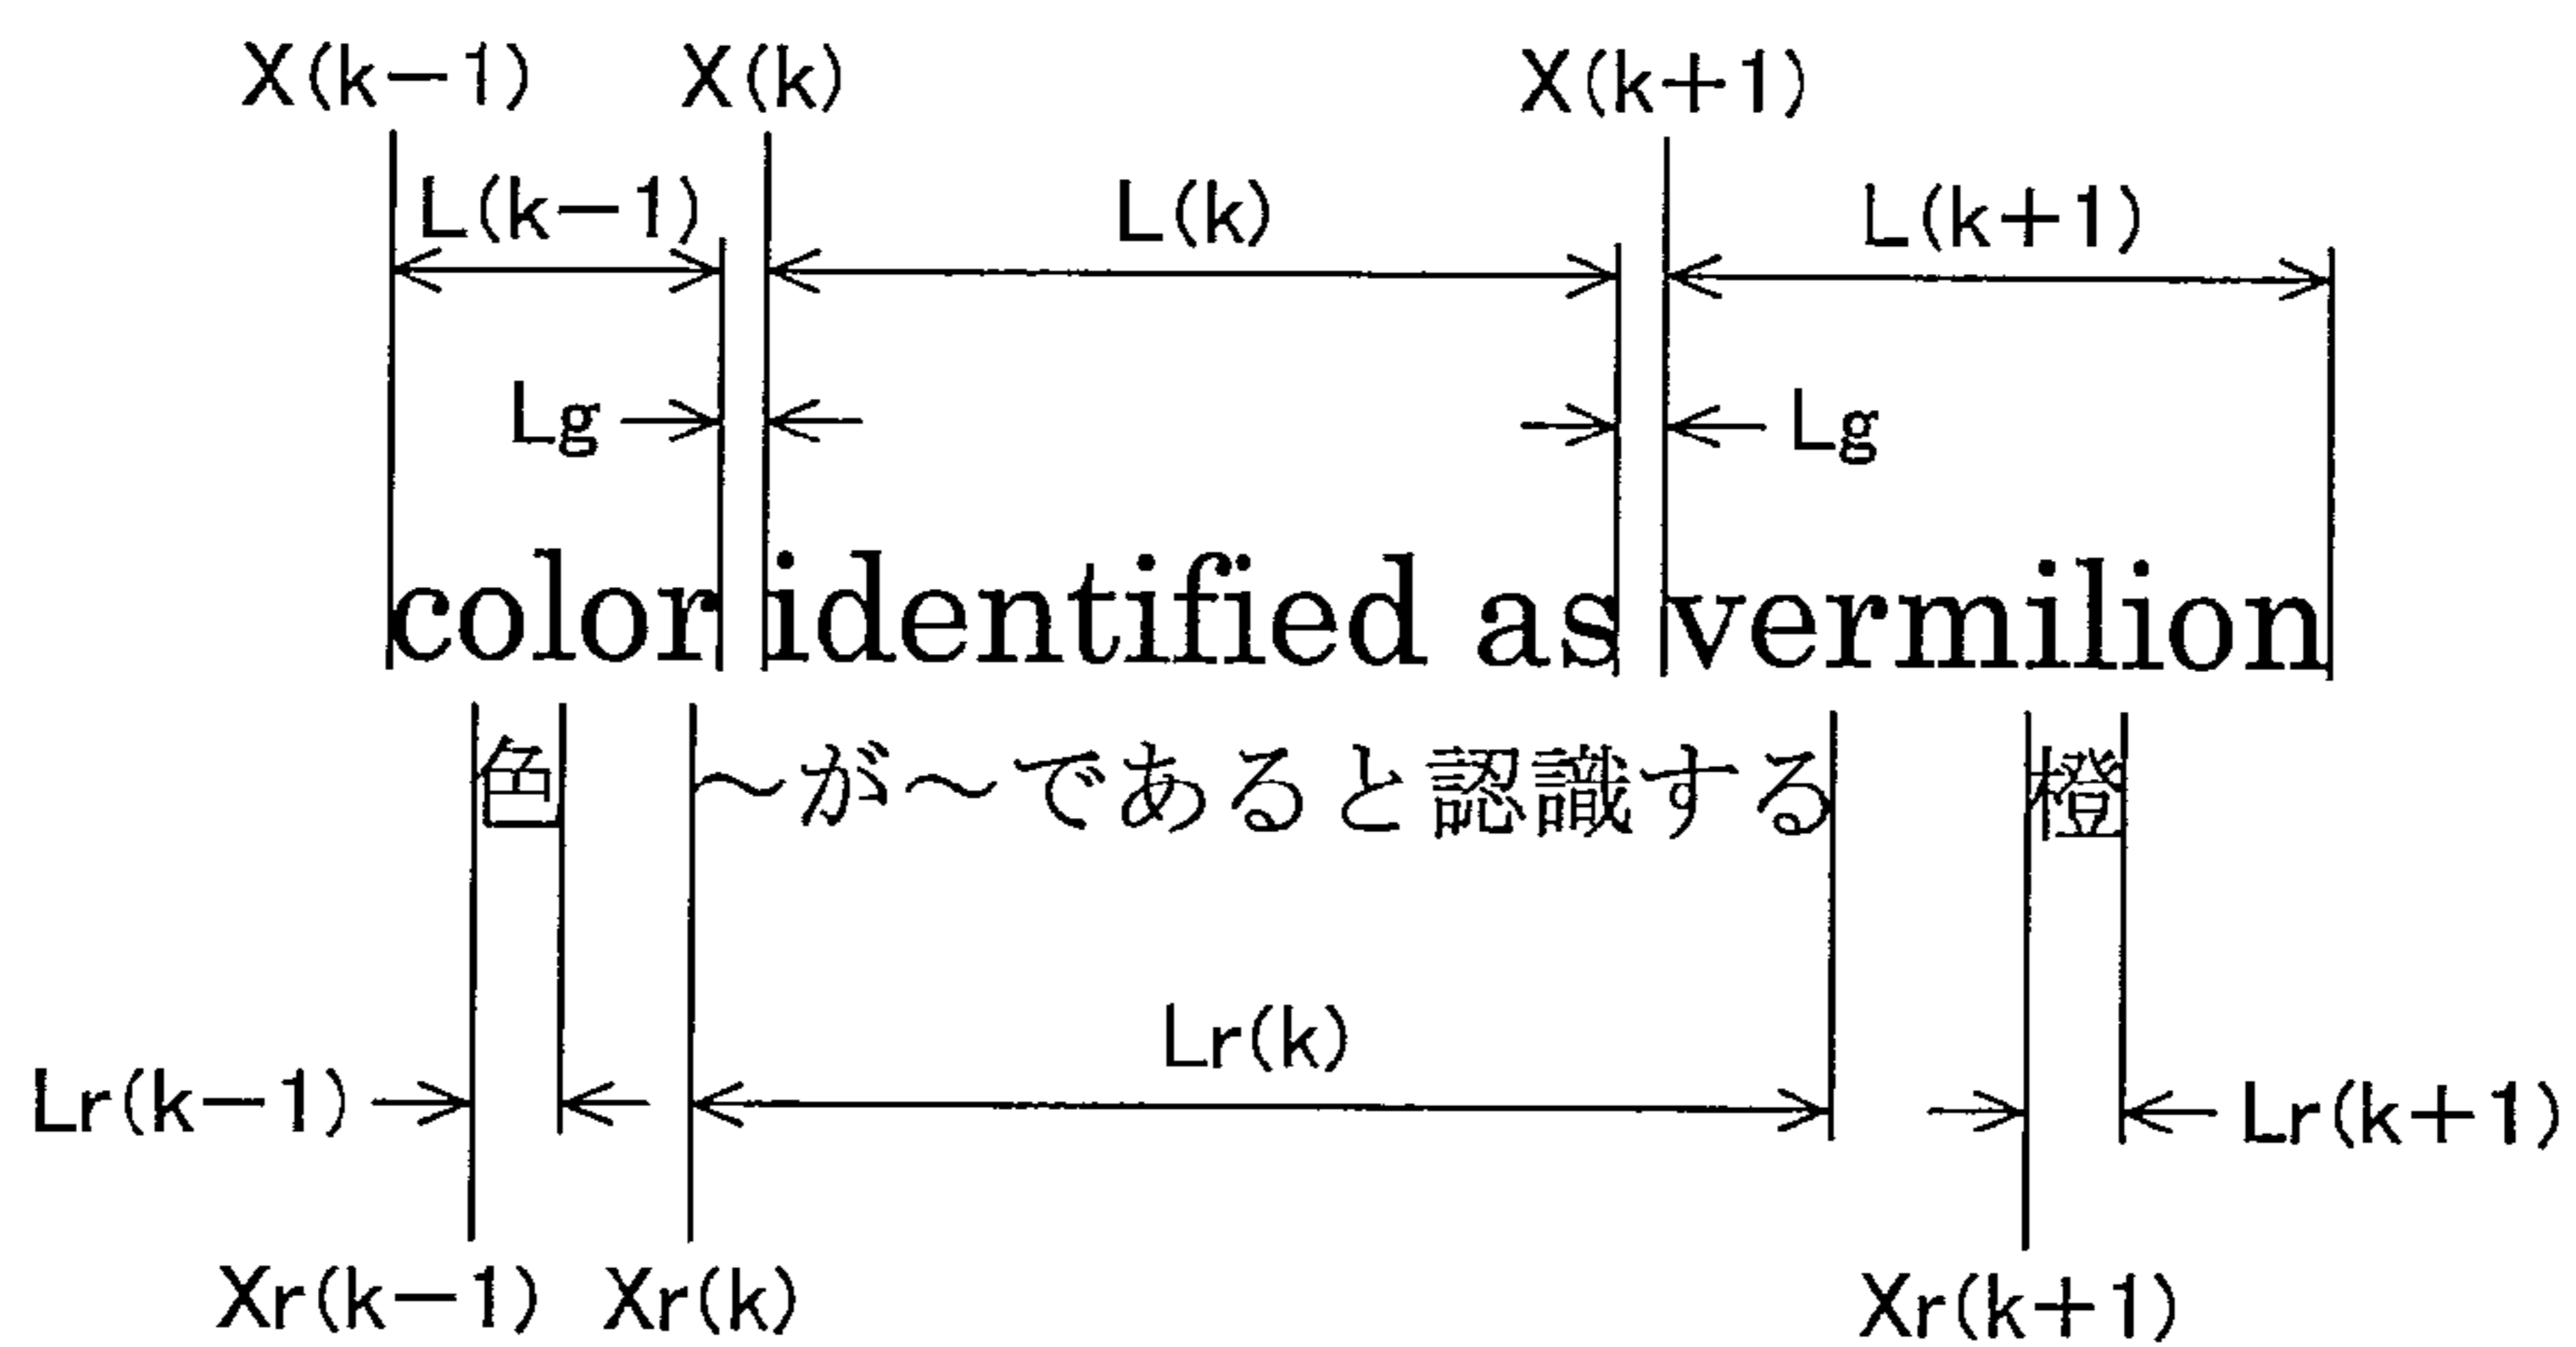 X(k−1) X(k) X(k+1)
L(k−1) L(k) L(k+1)
Lg Lg
color identified as vermilion
色 〜が〜であると認識する 橙
Lr(k)
Lr(k−1) Lr(k+1)
Xr(k−1) Xr(k) Xr(k+1)